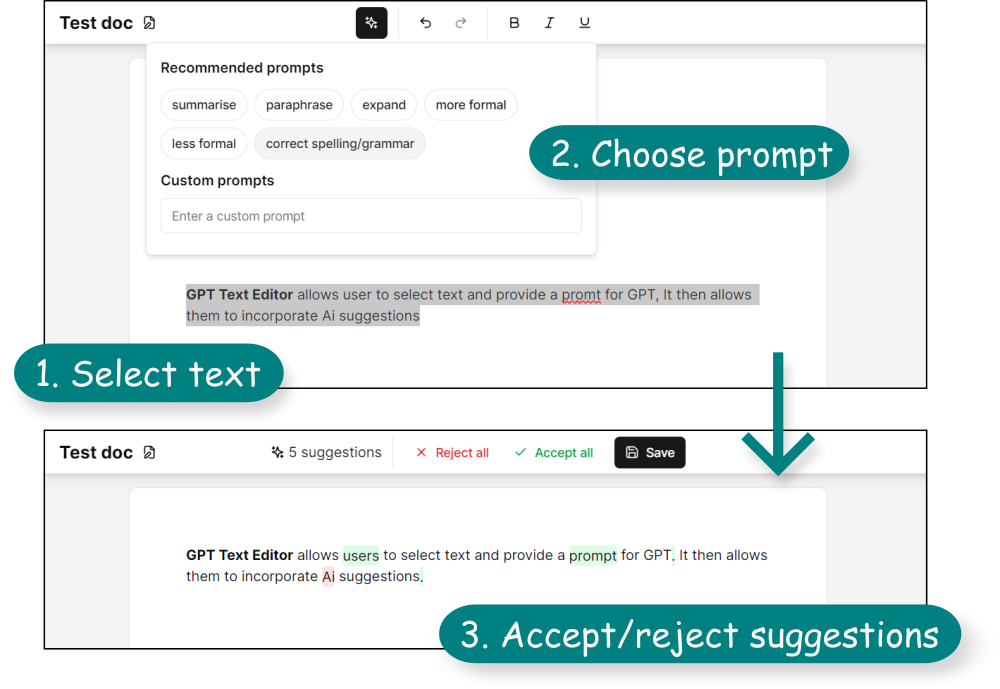 Test doc
B I U
Recommended prompts
summarise paraphrase expand more formal
less formal correct spelling/grammar
2. Choose prompt
Custom prompts
Enter a custom prompt
GPT Text Editor allows user to select text and provide a promt for GPT, It then allows
them to incorporate Ai suggestions
1. Select text
Test doc 5 suggestions Reject all Accept all Save
GPT Text Editor allows users to select text and provide a prompt for GPT. It then allows
them to incorporate Ai suggestions.
3. Accept/reject suggestions